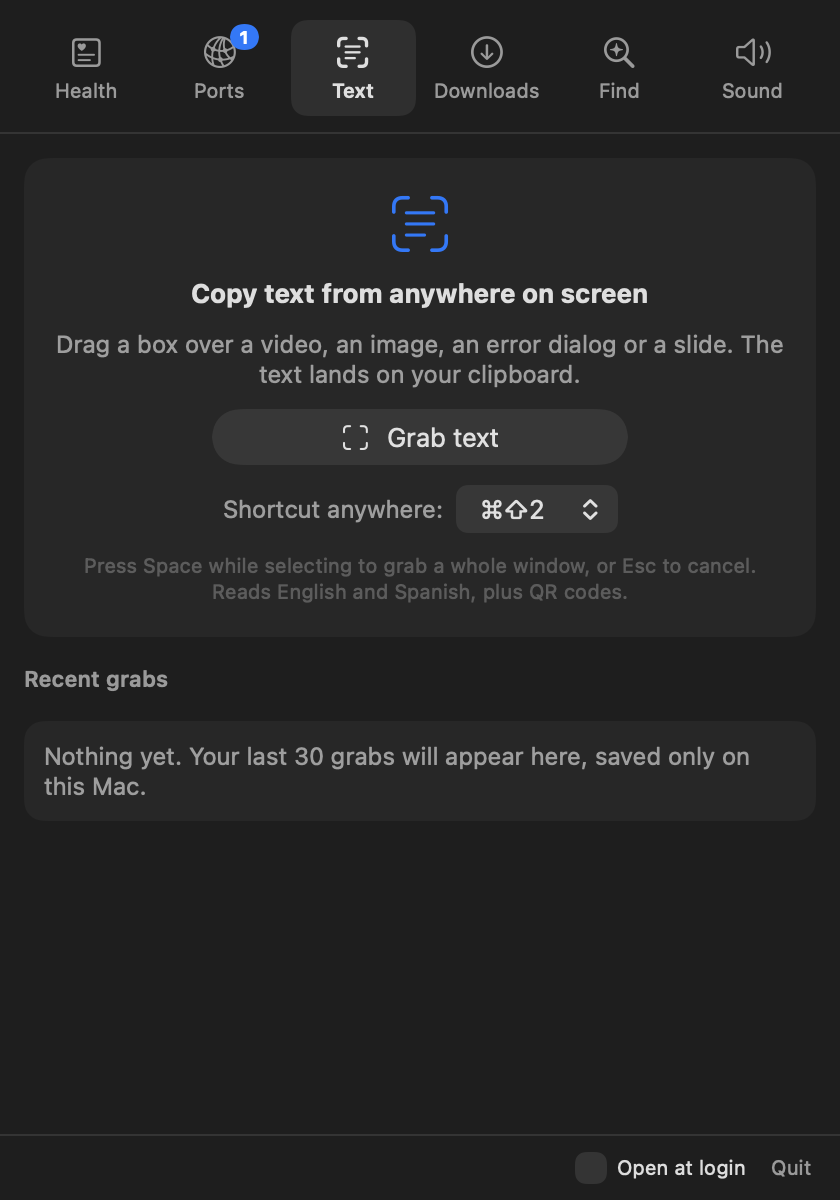 1
Health
Ports
Text
Downloads
Find
Sound
Copy text from anywhere on screen
Drag a box over a video, an image, an error dialog or a slide. The
text lands on your clipboard.
Grab text
Shortcut anywhere: ⌘⇧2
Press Space while selecting to grab a whole window, or Esc to cancel.
Reads English and Spanish, plus QR codes.
Recent grabs
Nothing yet. Your last 30 grabs will appear here, saved only on
this Mac.
Open at login
Quit